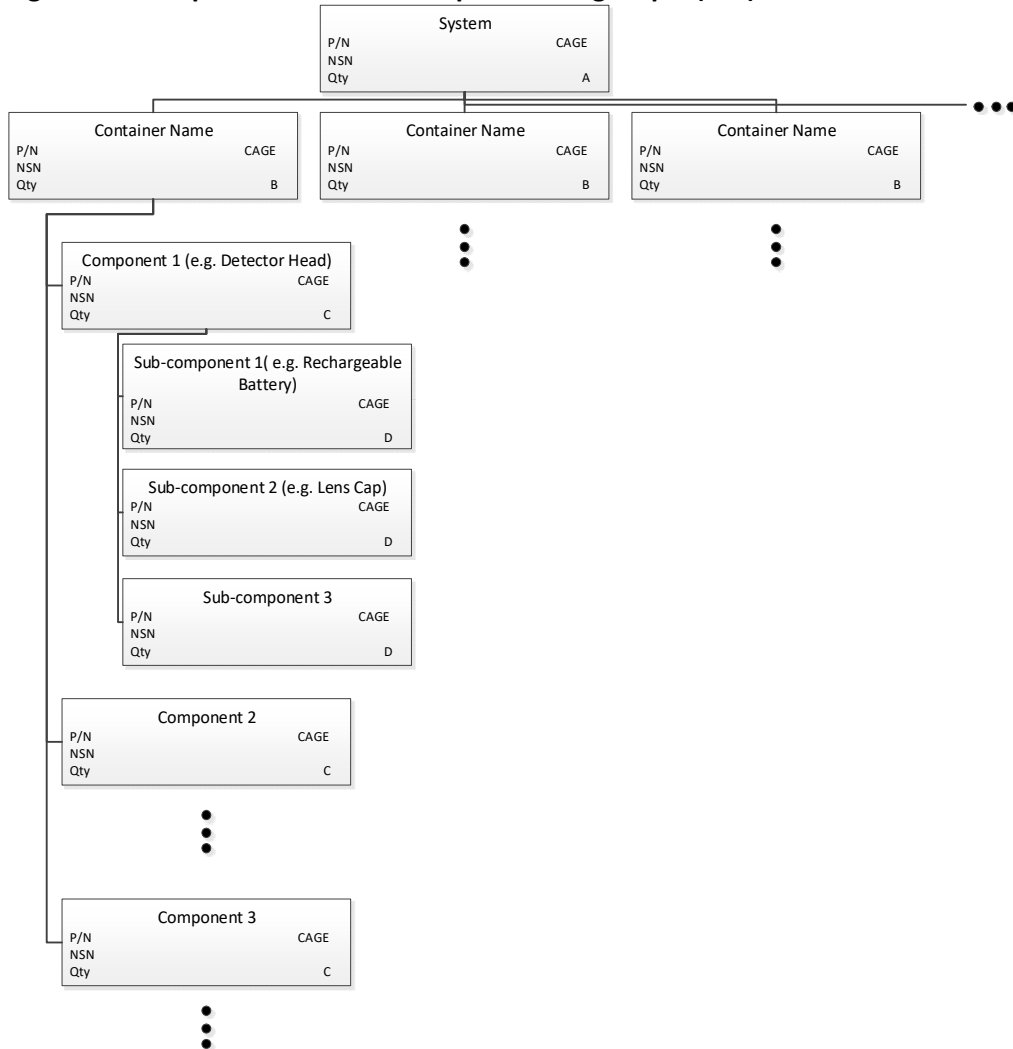 System
P/N CAGE
NSN
Qty A
Container Name
P/N CAGE
NSN
Qty B
Container Name
P/N CAGE
NSN
Qty B
Container Name
P/N CAGE
NSN
Qty B
Component 1 (e.g. Detector Head)
P/N CAGE
NSN
Qty C
Sub-component 1( e.g. Rechargeable
Battery)
P/N CAGE
NSN
Qty D
Sub-component 2 (e.g. Lens Cap)
P/N CAGE
NSN
Qty D
Sub-component 3
P/N CAGE
NSN
Qty D
Component 2
P/N CAGE
NSN
Qty C
Component 3
P/N CAGE
NSN
Qty C